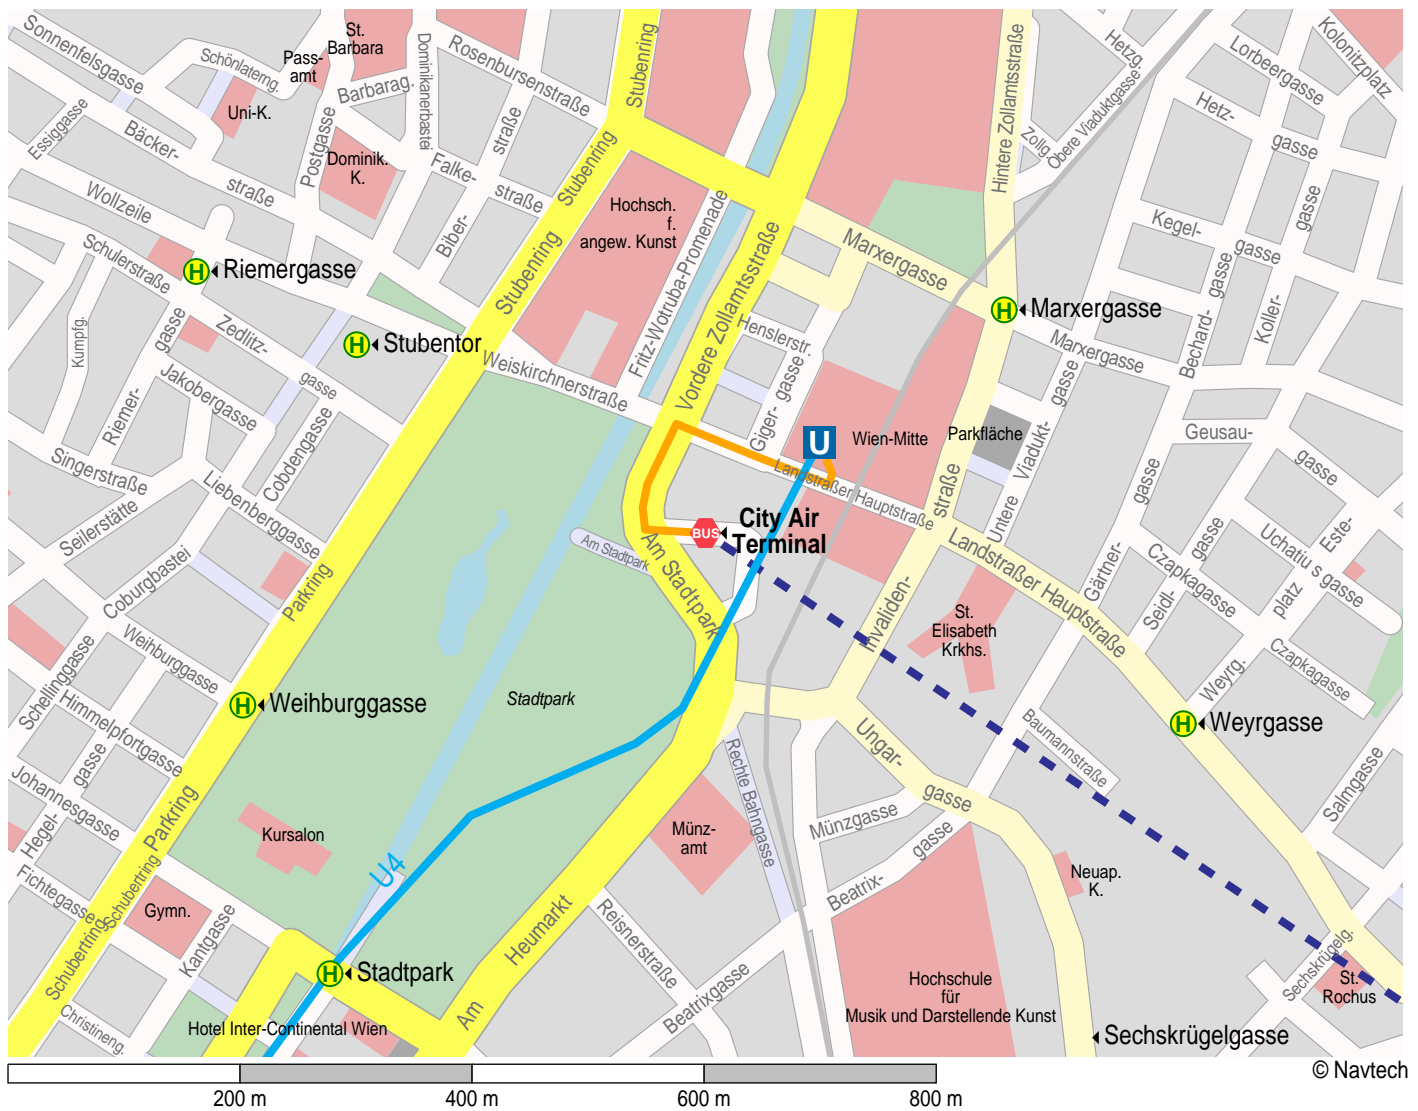 Sonnenfelsgasse
Schönlaterng.
Pass-
amt
St.
Barbara
Dominikanerbastei
Rosenbursenstraße
Stubenring
Hintere Zollamtsstraße
Hetzg.
Lorbeergasse
Kolonitzplatz
Essiggasse
Bäcker-
straße
Uni-K.
Barbarag.
Postgasse
Dominik.
K.
Falke-
straße
straße
Biber-
Stubenring
Zollg.
Obere Viaduktgasse
Hetz-
gasse
gasse
Wollzeile
Schulerstraße
H
Riemergasse
Hochsch.
f.
angew. Kunst
Stubenring
Fritz-Wotruba-Promenade
Vordere Zollamtsstraße
Marxergasse
Kegel-
gasse
H
Marxergasse
Marxergasse
Bechard-
gasse
Koller-
Kumpfg.
gasse
Riemer-
Zedlitz-
gasse
H
Stubentor
Jakobergasse
Weiskirchnerstraße
Henslerstr.
Giger- gasse
U
Wien-Mitte
Parkfläche
Untere Viadukt-
gasse
Geusau-
gasse
Singerstraße
Seilerstätte
Liebenberggasse
Cobdengasse
Landstraßer Hauptstraße
straße
Invaliden-
Gärtner-
gasse
BUS
City Air
Terminal
Am Stadtpark
Am Stadtpark
Landstraßer Hauptstraße
Czapkagasse
Seidl-
gasse
Uchatiu s gasse
Este-
platz
Coburgbastei
Parkring
Weihburggasse
Schellinggasse
Himmelpfortgasse
H
Weihburggasse
Stadtpark
St.
Elisabeth
Krkhs.
Weyrg.
Czapkagasse
H
Weyrgasse
Johannesgasse
gasse
Hegel-
Parkring
Kursalon
U4
Rechte Bahngasse
Ungar-
gasse
Baumannstraße
Salmgasse
Münz-
amt
Münzgasse
Beatrix-
gasse
Neuap.
K.
Fichtegasse
Schubertring
Schubertring
Gymn.
Kantgasse
Am
Heumarkt
Reisnerstraße
Beatrixgasse
H
Stadtpark
Christineng.
Hotel Inter-Continental Wien
Hochschule
für
Musik und Darstellende Kunst
Sechskrügelg.
St.
Rochus
Sechskrügelgasse
© Navtech
200 m
400 m
600 m
800 m